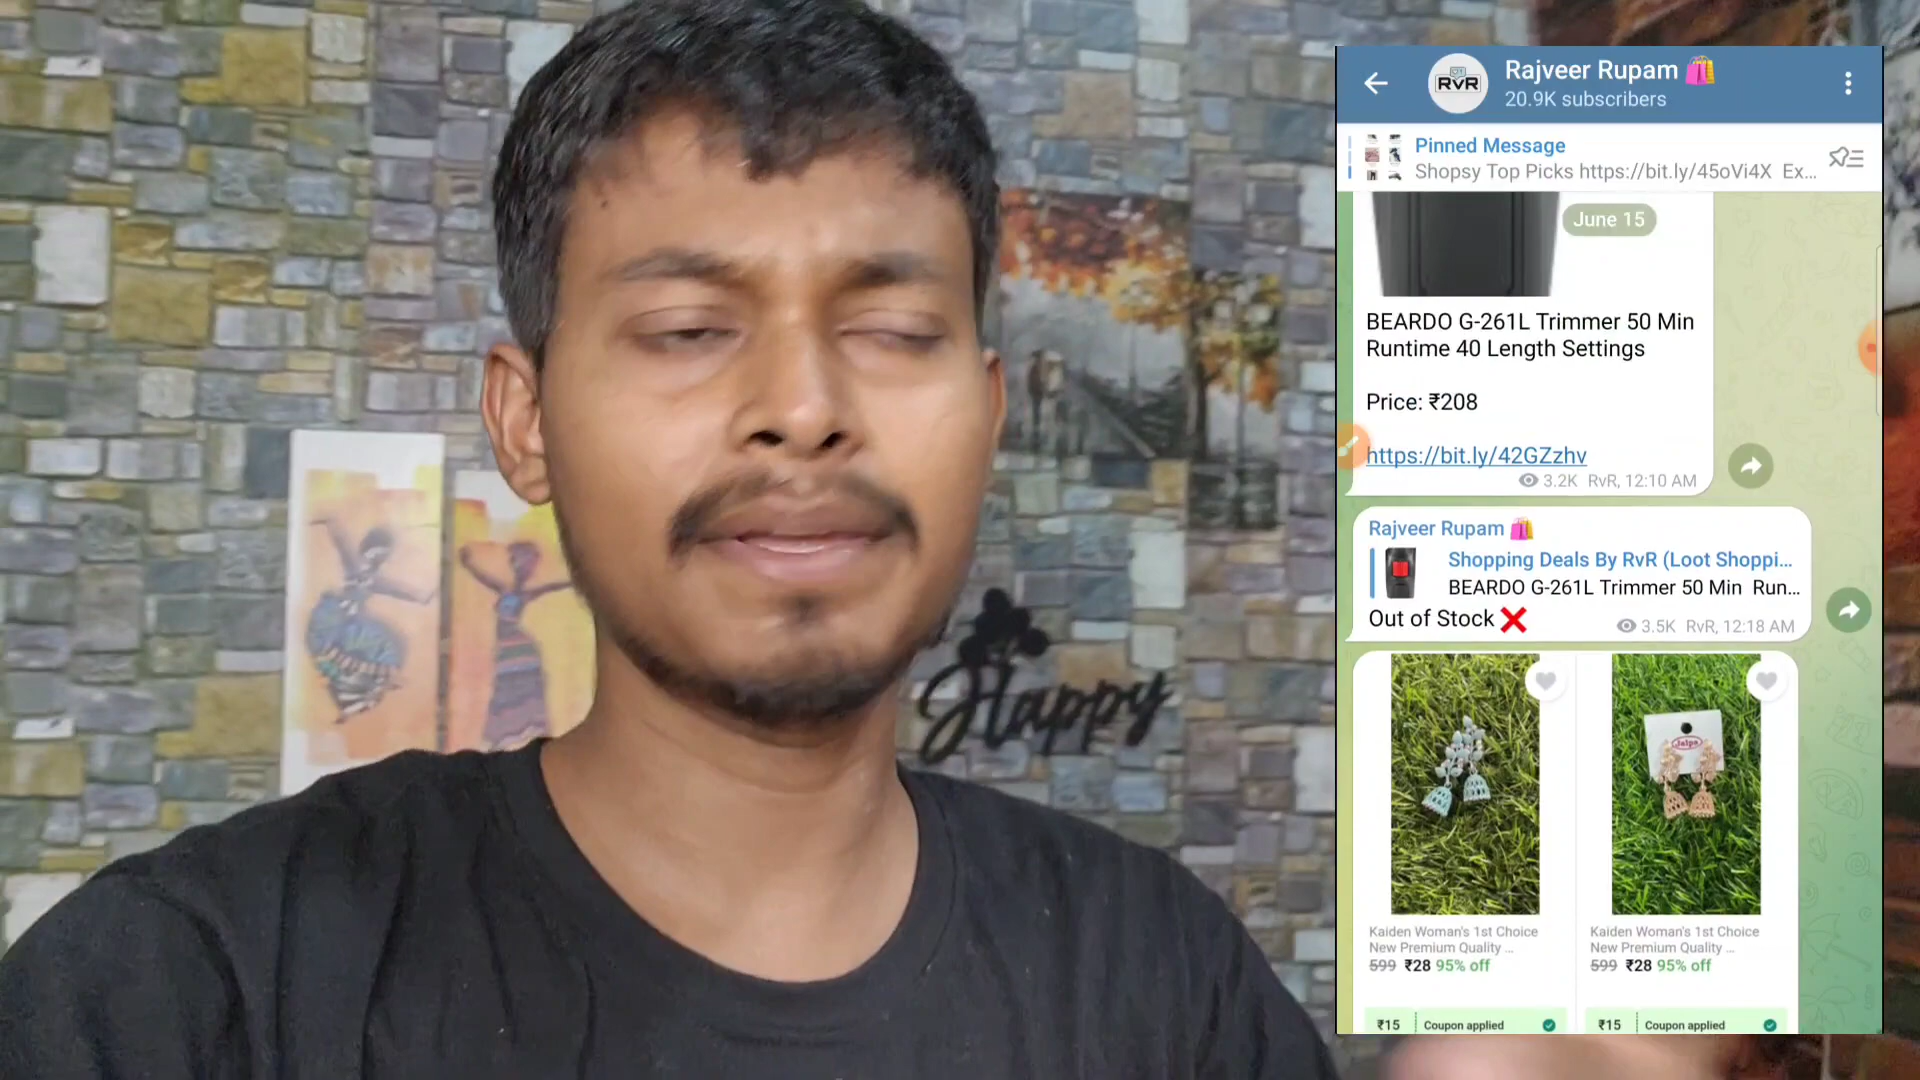 Happy
RVR
Rajveer Rupam 🛍️
20.9K subscribers
Pinned Message
Shopsy Top Picks https://bit.ly/45oVi4X Ex...
June 15
BEARDO G-261L Trimmer 50 Min
Runtime 40 Length Settings
Price: ₹208
https://bit.ly/42GZzhv
3.2K RvR, 12:10 AM
Rajveer Rupam 🛍️
Shopping Deals By RvR (Loot Shoppi...
BEARDO G-261L Trimmer 50 Min Run...
Out of Stock ❌
3.5K RvR, 12:18 AM
Jalpa
Kaiden Woman's 1st Choice
New Premium Quality ...
599 ₹28 95% off
₹15 Coupon applied
Kaiden Woman's 1st Choice
New Premium Quality ...
599 ₹28 95% off
₹15 Coupon applied